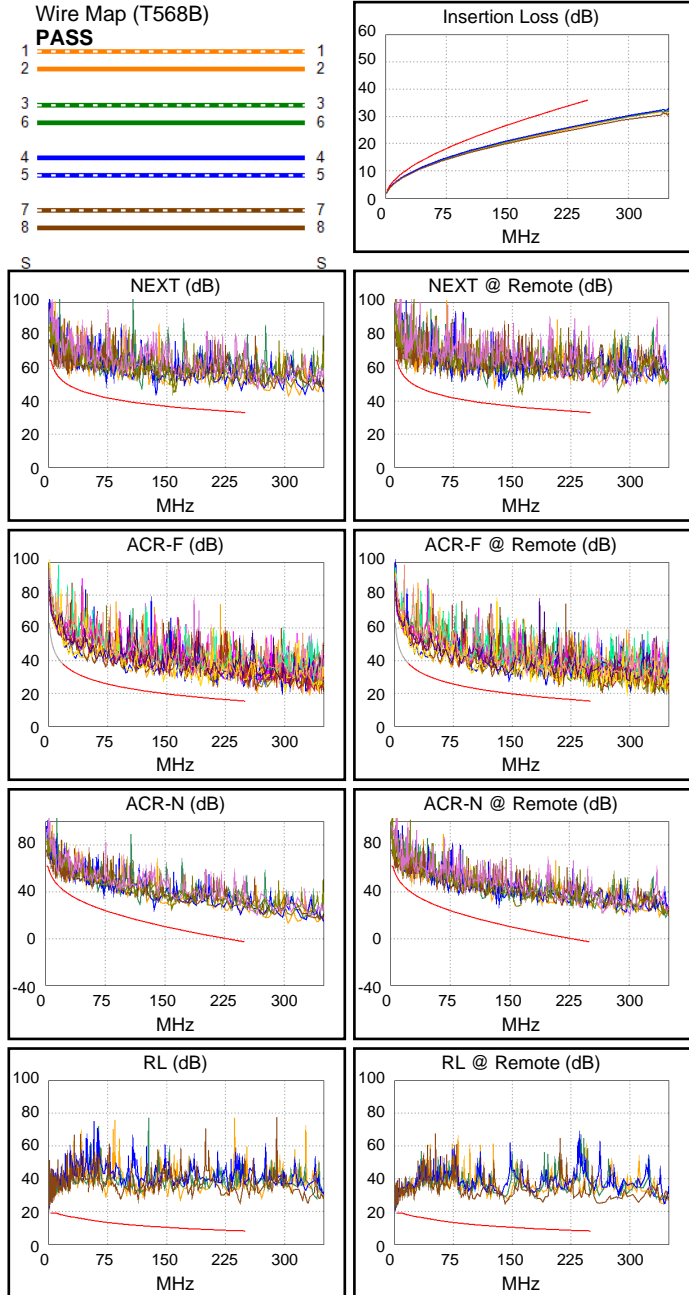 Wire Map (T568B)
PASS
1 1
2 2
3 3
6 6
4 4
5 5
7 7
8 8
S S
Insertion Loss (dB)
60
50
40
30
20
10
0
0 75 150 225 300
MHz
NEXT (dB)
100
80
60
40
20
0
0 75 150 225 300
MHz
NEXT @ Remote (dB)
100
80
60
40
20
0
0 75 150 225 300
MHz
ACR-F (dB)
100
80
60
40
20
0
0 75 150 225 300
MHz
ACR-F @ Remote (dB)
100
80
60
40
20
0
0 75 150 225 300
MHz
ACR-N (dB)
80
40
0
-40
0 75 150 225 300
MHz
ACR-N @ Remote (dB)
80
40
0
-40
0 75 150 225 300
MHz
RL (dB)
100
80
60
40
20
0
0 75 150 225 300
MHz
RL @ Remote (dB)
100
80
60
40
20
0
0 75 150 225 300
MHz